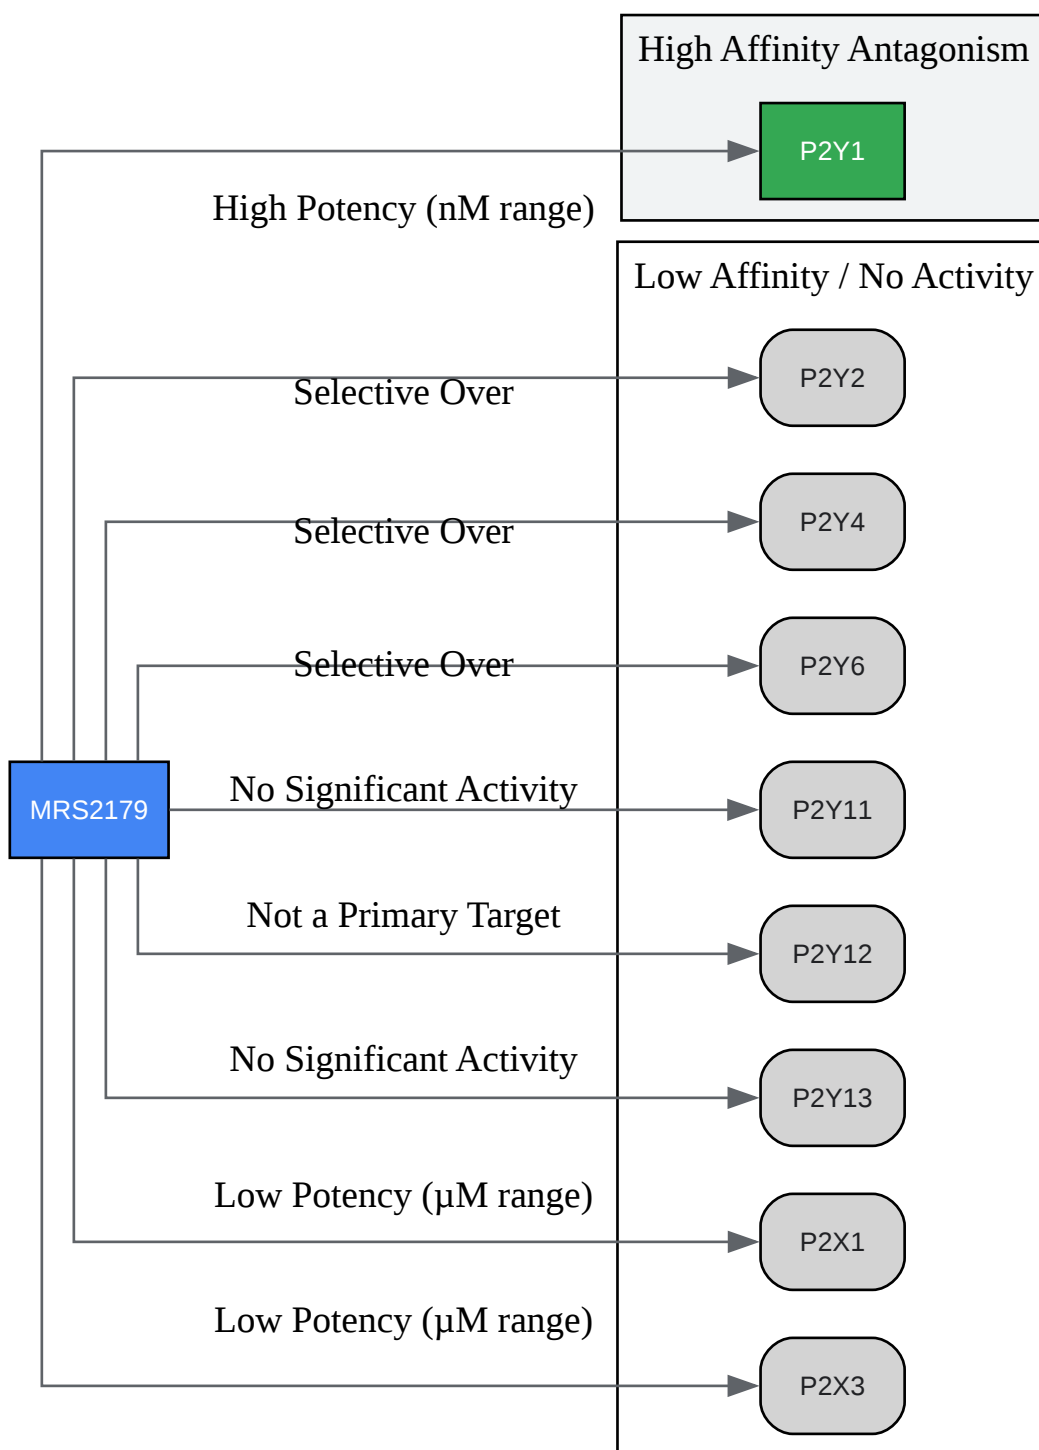 High Affinity Antagonism
P2Y1
High Potency (nM range)
Low Affinity / No Activity
P2Y2
Selective Over
P2Y4
Selective Over
P2Y6
Selective Over
MRS2179
No Significant Activity
P2Y11
Not a Primary Target
P2Y12
No Significant Activity
P2Y13
Low Potency (µM range)
P2X1
Low Potency (µM range)
P2X3